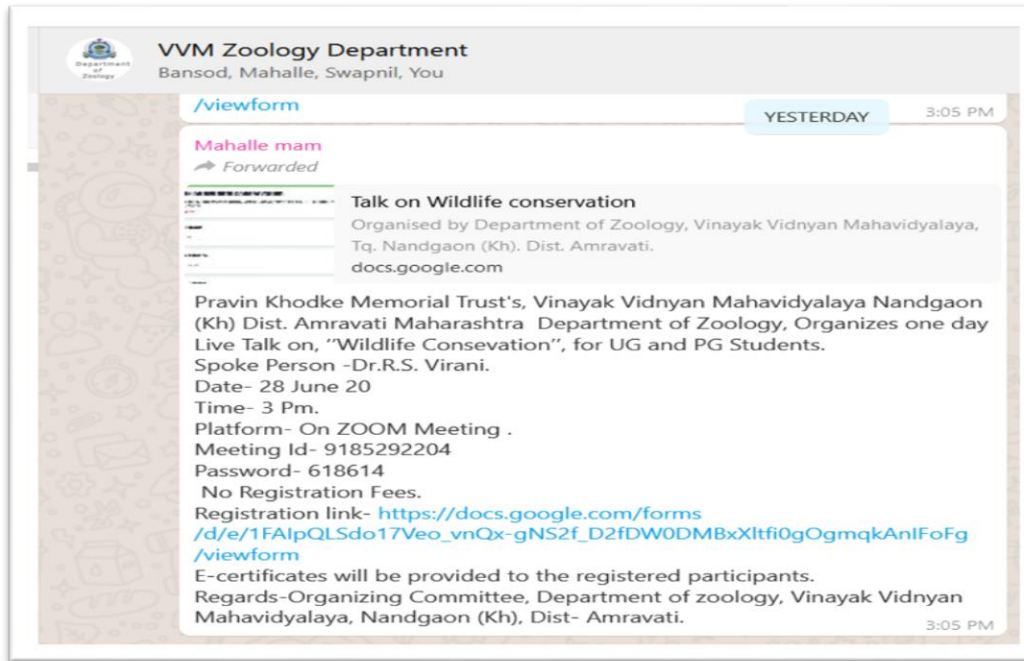 Department
of
Zoology
VVM Zoology Department
Bansod, Mahalle, Swapnil, You
/viewform
3:05 PM
YESTERDAY
Mahalle mam
Forwarded
Talk on Wildlife conservation
Organised by Department of Zoology, Vinayak Vidnyan Mahavidyalaya,
Tq. Nandgaon (Kh). Dist. Amravati.
docs.google.com
Pravin Khodke Memorial Trust's, Vinayak Vidnyan Mahavidyalaya Nandgaon
(Kh) Dist. Amravati Maharashtra Department of Zoology, Organizes one day
Live Talk on, ‘‘Wildlife Consevation’’, for UG and PG Students.
Spoke Person -Dr.R.S. Virani.
Date- 28 June 20
Time- 3 Pm.
Platform- On ZOOM Meeting .
Meeting Id- 9185292204
Password- 618614
No Registration Fees.
Registration link- https://docs.google.com/forms
/d/e/1FAIpQLSdo17Veo_vnQx-gNS2f_D2fDW0DMBxXltfi0gOgmqkAnIFoFg
/viewform
E-certificates will be provided to the registered participants.
Regards-Organizing Committee, Department of zoology, Vinayak Vidnyan
Mahavidyalaya, Nandgaon (Kh), Dist- Amravati.
3:05 PM